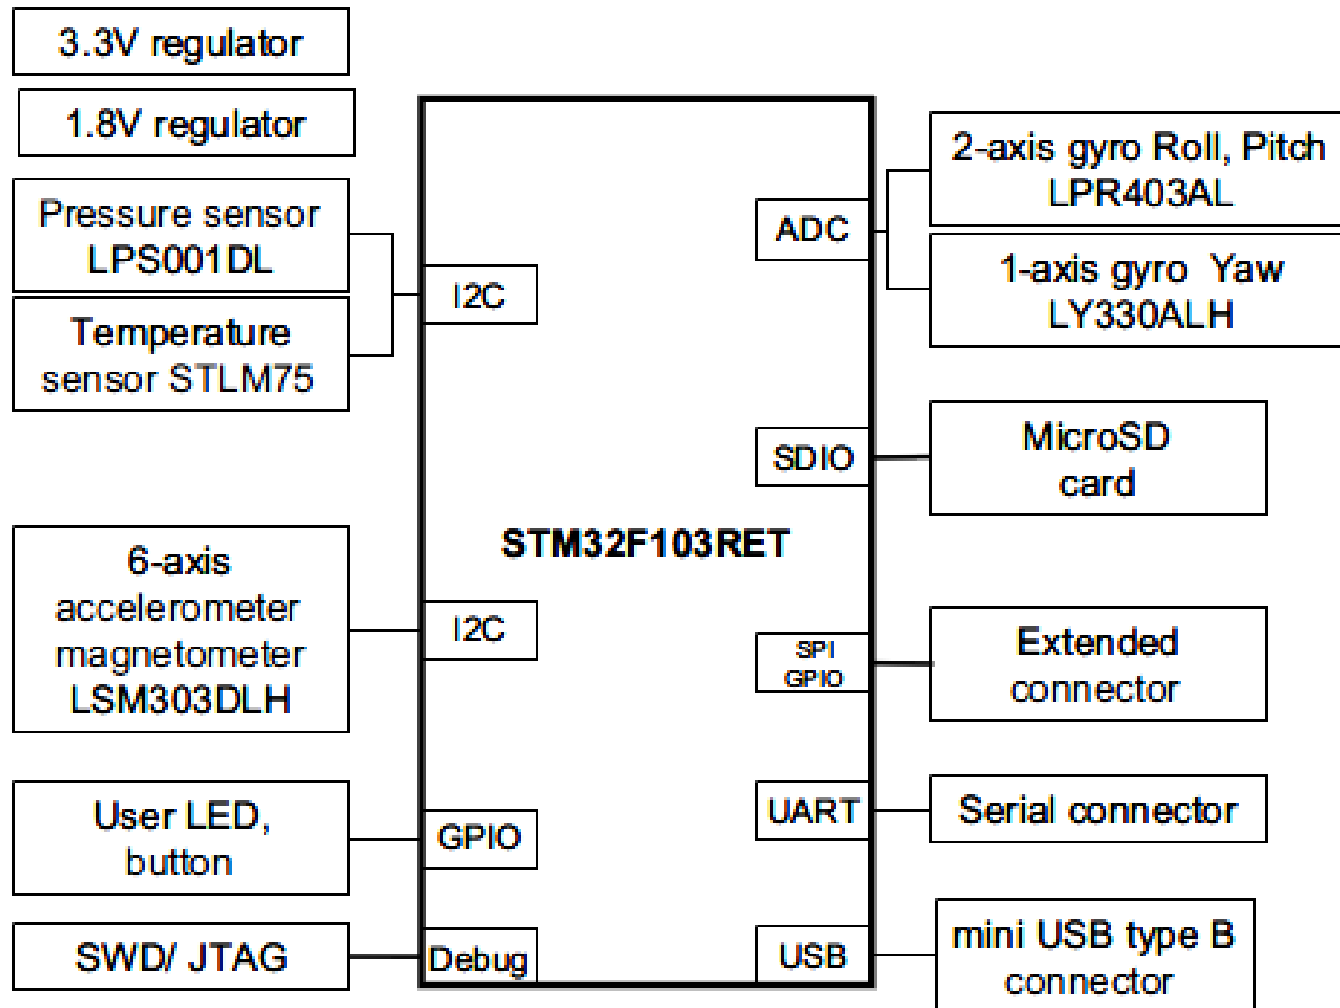 3.3V regulator
1.8V regulator
Pressure sensor
LPS001DL
Temperature
sensor STLM75
6-axis
accelerometer
magnetometer
LSM303DLH
User LED,
button
SWD/ JTAG
I2C
I2C
GPIO
Debug
STM32F103RET
ADC
SDIO
SPI
GPIO
UART
USB
2-axis gyro Roll, Pitch
LPR403AL
1-axis gyro Yaw
LY330ALH
MicroSD
card
Extended
connector
Serial connector
mini USB type B
connector